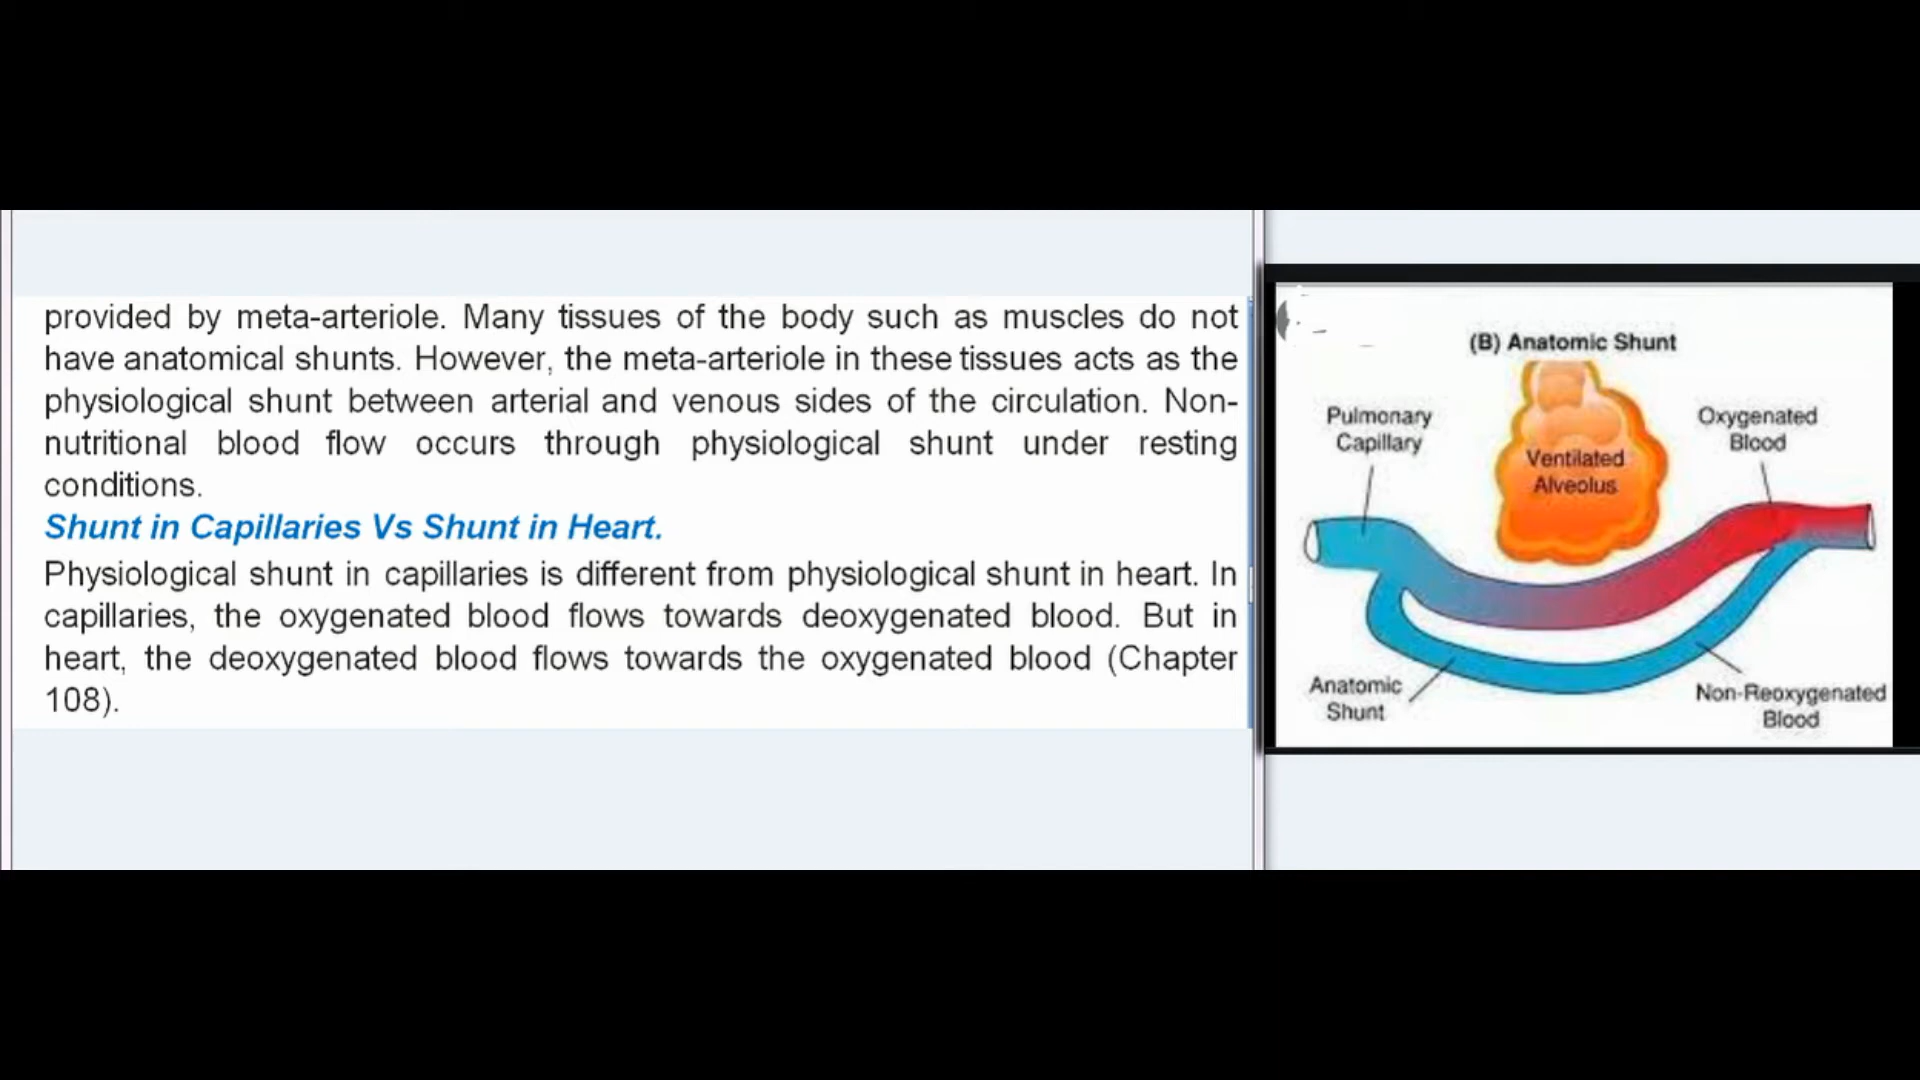 provided by meta-arteriole. Many tissues of the body such as muscles do not
have anatomical shunts. However, the meta-arteriole in these tissues acts as the
physiological shunt between arterial and venous sides of the circulation. Non-
nutritional blood flow occurs through physiological shunt under resting
conditions.
Shunt in Capillaries Vs Shunt in Heart.
Physiological shunt in capillaries is different from physiological shunt in heart. In
capillaries, the oxygenated blood flows towards deoxygenated blood. But in
heart, the deoxygenated blood flows towards the oxygenated blood (Chapter
108).
(B) Anatomic Shunt
Pulmonary
Capillary
Ventilated
Alveolus
Oxygenated
Blood
Anatomic
Shunt
Non-Reoxygenated
Blood